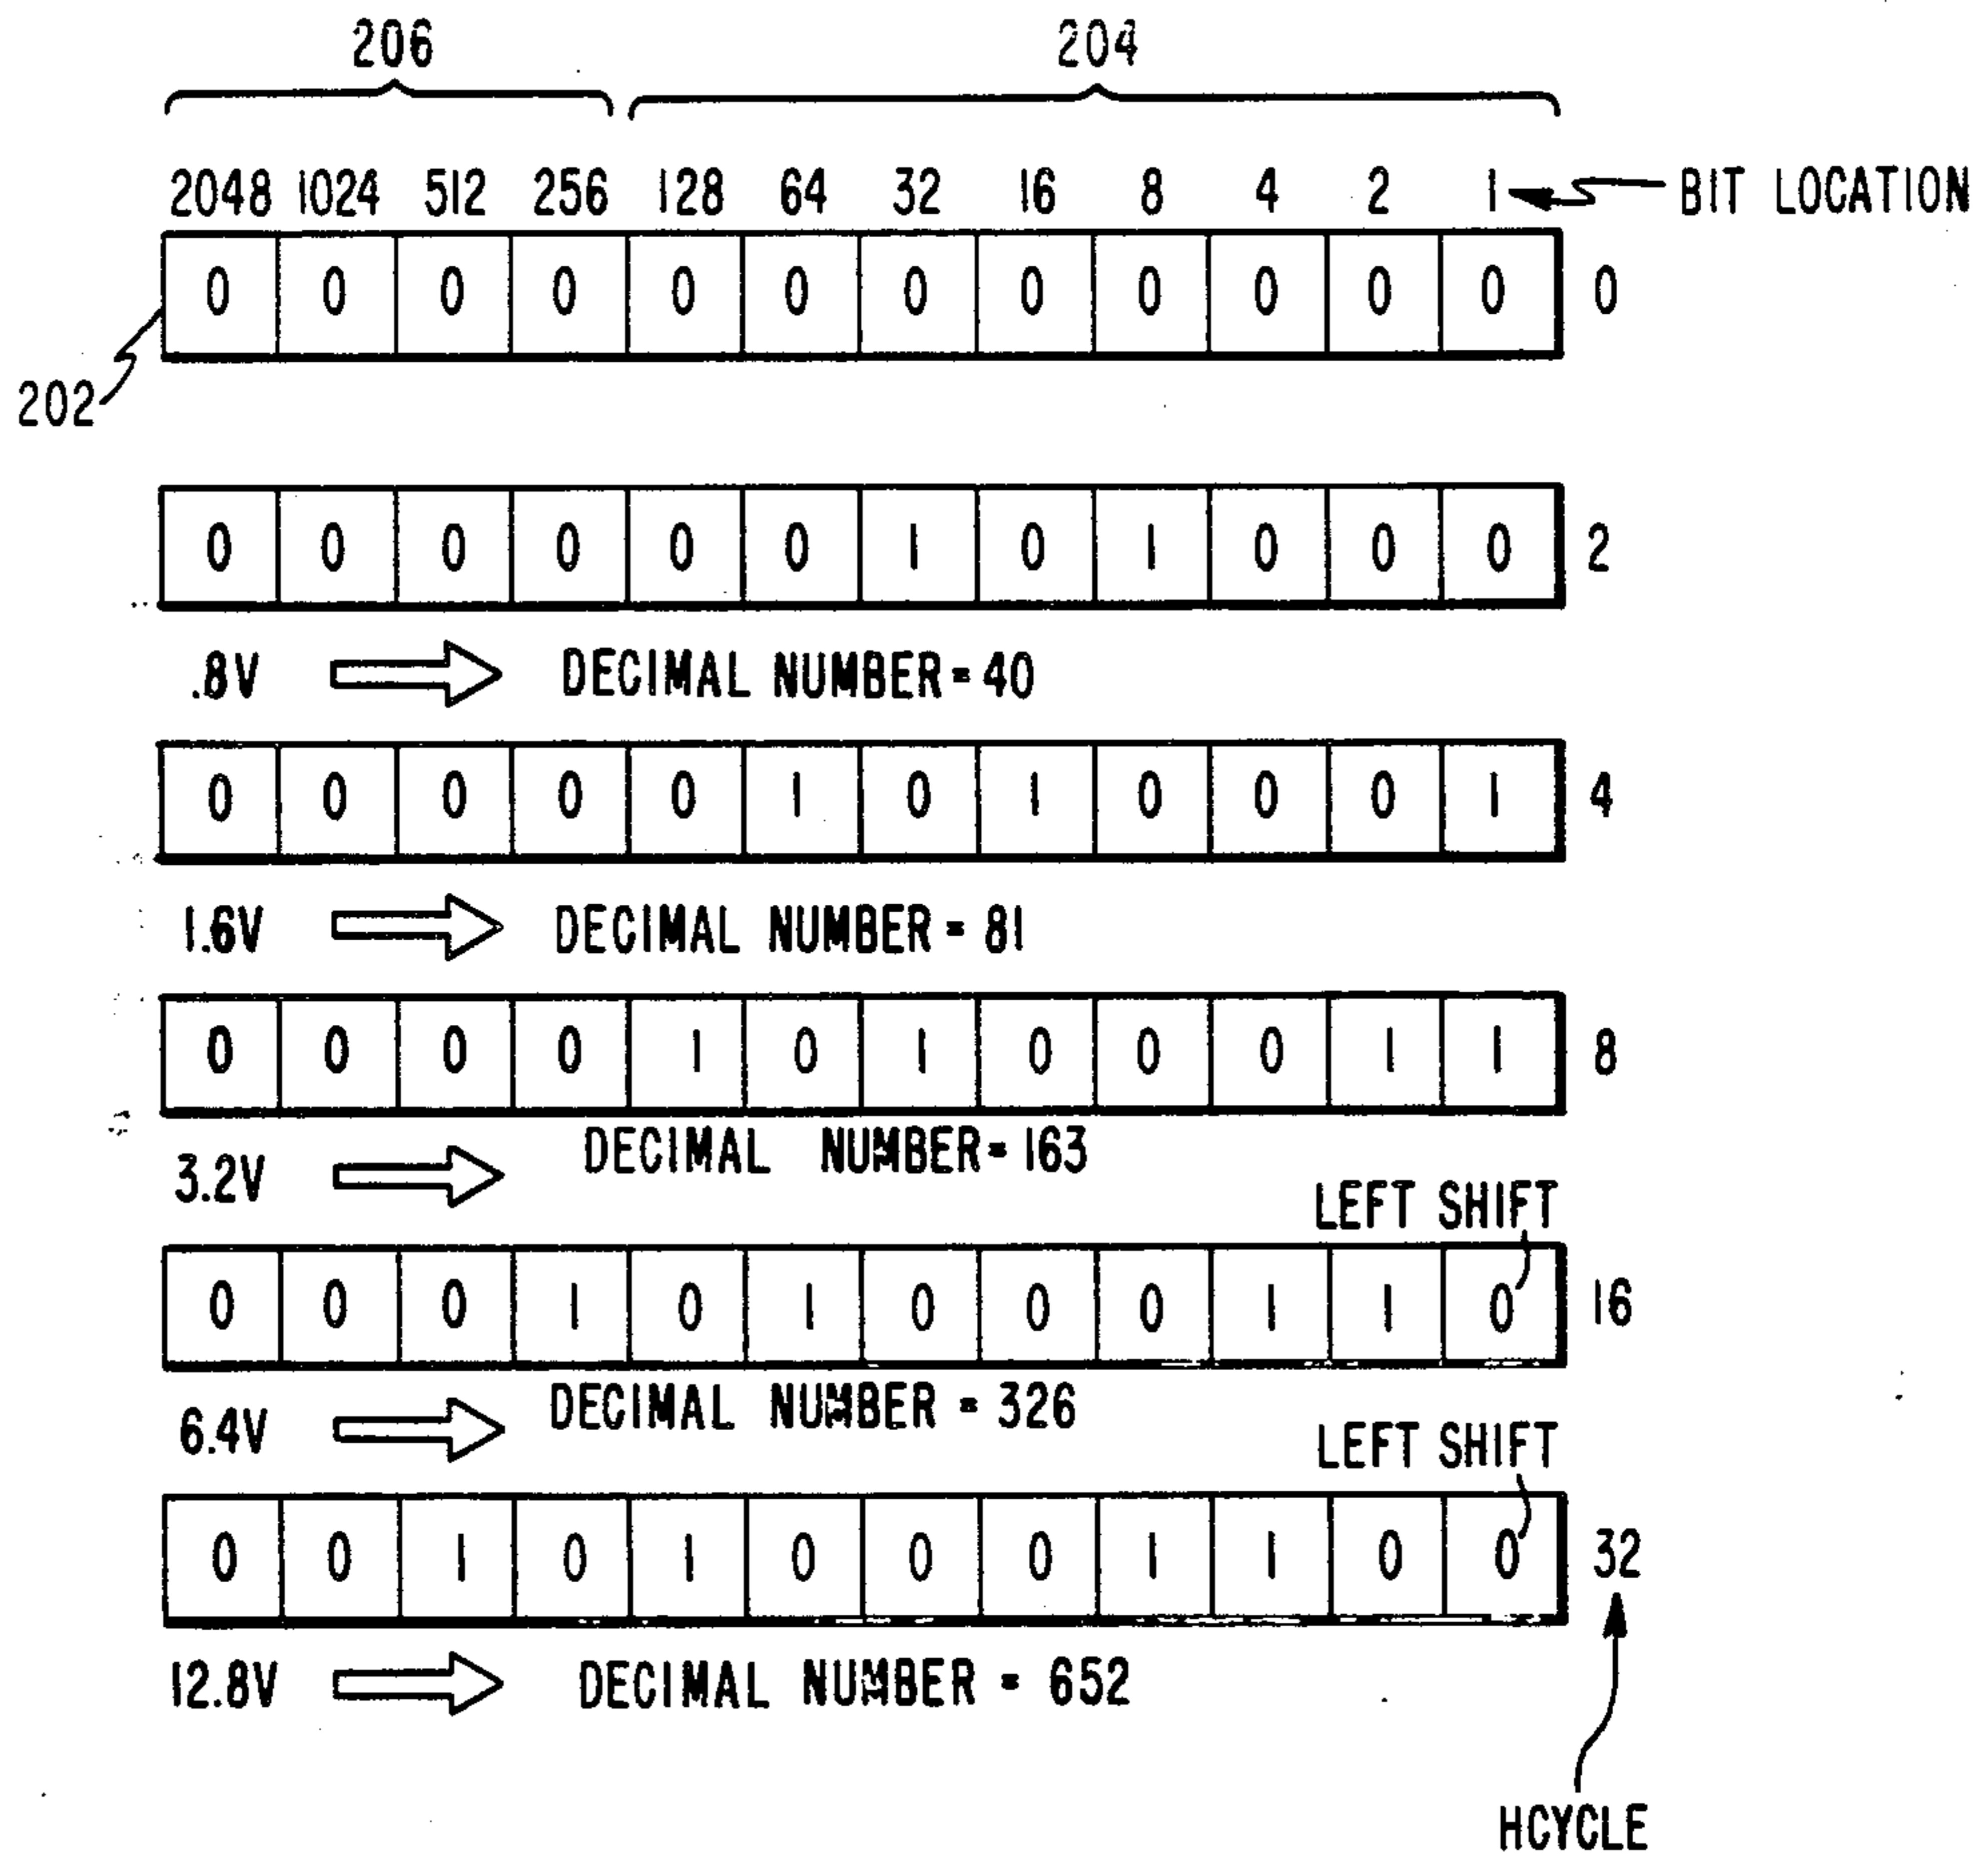 206 204
2048 1024 512 256 128 64 32 16 8 4 2 1 BIT LOCATION
0 0 0 0 0 0 0 0 0 0 0 0 0
202
0 0 0 0 0 0 1 0 1 0 0 0 2
.8V DECIMAL NUMBER = 40
0 0 0 0 0 1 0 1 0 0 0 1 4
1.6V DECIMAL NUMBER = 81
0 0 0 0 1 0 1 0 0 0 1 1 8
3.2V DECIMAL NUMBER = 163
LEFT SHIFT
0 0 0 1 0 1 0 0 0 1 1 0 16
6.4V DECIMAL NUMBER = 326
LEFT SHIFT
0 0 1 0 1 0 0 0 1 1 0 0 32
12.8V DECIMAL NUMBER = 652
HCYCLE